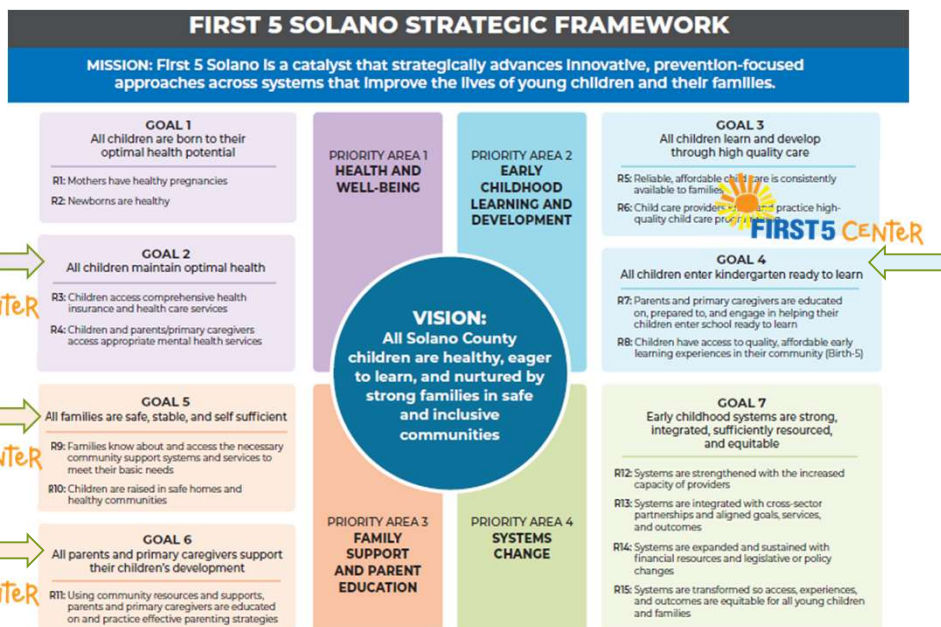 FIRST 5 SOLANO STRATEGIC FRAMEWORK
MISSION: First 5 Solano is a catalyst that strategically advances innovative, prevention-focused
approaches across systems that improve the lives of young children and their families.
GOAL 1
All children are born to their
optimal health potential
R1: Mothers have healthy pregnancies
R2: Newborns are healthy
GOAL 2
All children maintain optimal health
R3: Children access comprehensive health
insurance and health care services
R4: Children and parents/primary caregivers
access appropriate mental health services
PRIORITY AREA 1
HEALTH AND
WELL-BEING
PRIORITY AREA 2
EARLY
CHILDHOOD
LEARNING AND
DEVELOPMENT
GOAL 3
All children learn and develop
through high quality care
R5: Reliable, affordable child care is consistently
available to families
R6: Child care providers and practice high-
quality child care
FIRST5 CENTER
GOAL 4
All children enter kindergarten ready to learn
R7: Parents and primary caregivers are educated
on, prepared to, and engage in helping their
children enter school ready to learn
R8: Children have access to quality, affordable early
learning experiences in their community (Birth-5)
VISION:
All Solano County
children are healthy, eager
to learn, and nurtured by
strong families in safe
and inclusive
communities
GOAL 5
All families are safe, stable, and self sufficient
R9: Families know about and access the necessary
community support systems and services to
meet their basic needs
R10: Children are raised in safe homes and
healthy communities
GOAL 6
All parents and primary caregivers support
their children's development
R11: Using community resources and supports,
parents and primary caregivers are educated
on and practice effective parenting strategies
PRIORITY AREA 3
FAMILY
SUPPORT
AND PARENT
EDUCATION
PRIORITY AREA 4
SYSTEMS
CHANGE
GOAL 7
Early childhood systems are strong,
integrated, sufficiently resourced,
and equitable
R12: Systems are strengthened with the increased
capacity of providers
R13: Systems are integrated with cross-sector
partnerships and aligned goals, services,
and outcomes
R14: Systems are expanded and sustained with
financial resources and legislative or policy
changes
R15: Systems are transformed so access, experiences,
and outcomes are equitable for all young children
and families